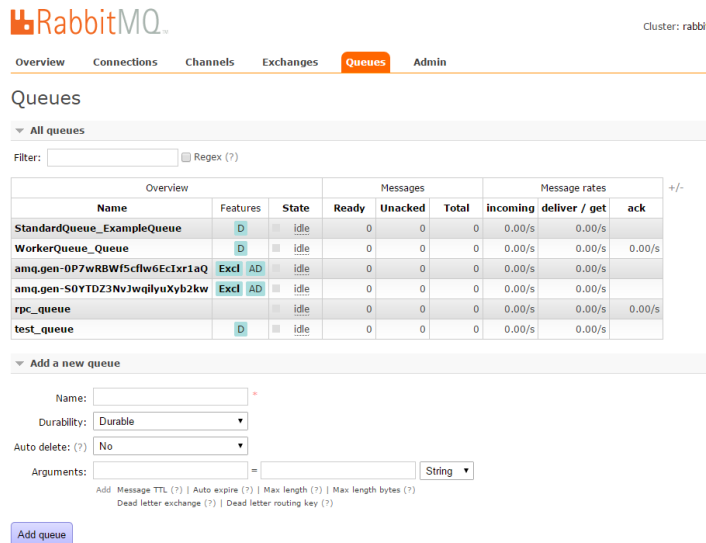 RabbitMQ
Cluster: rabbi
Overview Connections Channels Exchanges Queues Admin
Queues
All queues
Filter: Regex (?)
Overview Messages Message rates +/-
Name Features State Ready Unacked Total incoming deliver / get ack
StandardQueue_ExampleQueue D idle 0 0 0 0.00/s 0.00/s
WorkerQueue_Queue D idle 0 0 0 0.00/s 0.00/s 0.00/s
amq.gen-0P7wRBWf5cflw6EcIxr1aQ Excl AD idle 0 0 0 0.00/s 0.00/s
amq.gen-S0YTDZ3NvJwqilyuXyb2kw Excl AD idle 0 0 0 0.00/s 0.00/s
rpc_queue idle 0 0 0 0.00/s 0.00/s 0.00/s
test_queue D idle 0 0 0 0.00/s 0.00/s
Add a new queue
Name: *
Durability: Durable
Auto delete: (?) No
Arguments: = String
Add Message TTL (?) | Auto expire (?) | Max length (?) | Max length bytes (?)
Dead letter exchange (?) | Dead letter routing key (?)
Add queue